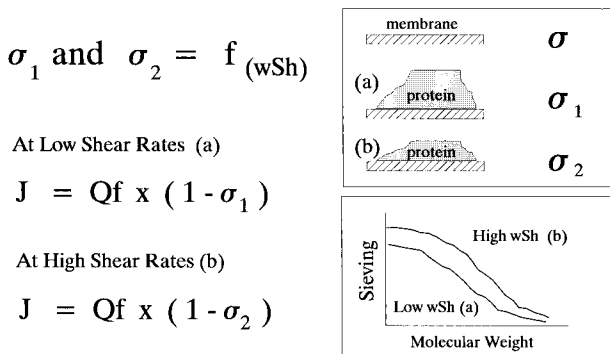 σ1 and σ2 = f(wSh)
At Low Shear Rates (a)
J = Qf x ( 1 - σ1 )
At High Shear Rates (b)
J = Qf x ( 1 - σ2 )
membrane σ
(a) protein σ1
(b) protein σ2
Sieving
High wSh (b)
Low wSh (a)
Molecular Weight